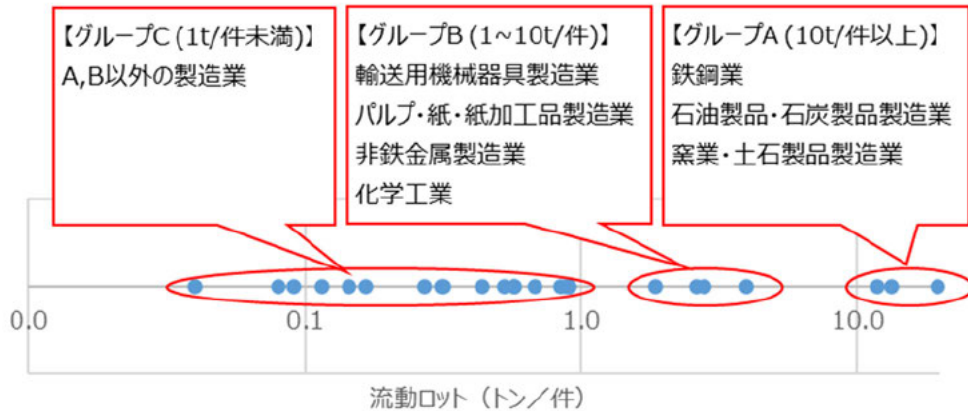 【グループC (1t/件未満)】
A,B以外の製造業
【グループB (1~10t/件)】
輸送用機械器具製造業
パルプ・紙・紙加工品製造業
非鉄金属製造業
化学工業
【グループA (10t/件以上)】
鉄鋼業
石油製品・石炭製品製造業
窯業・土石製品製造業
0.0
0.1
1.0
10.0
流動ロット（トン／件）